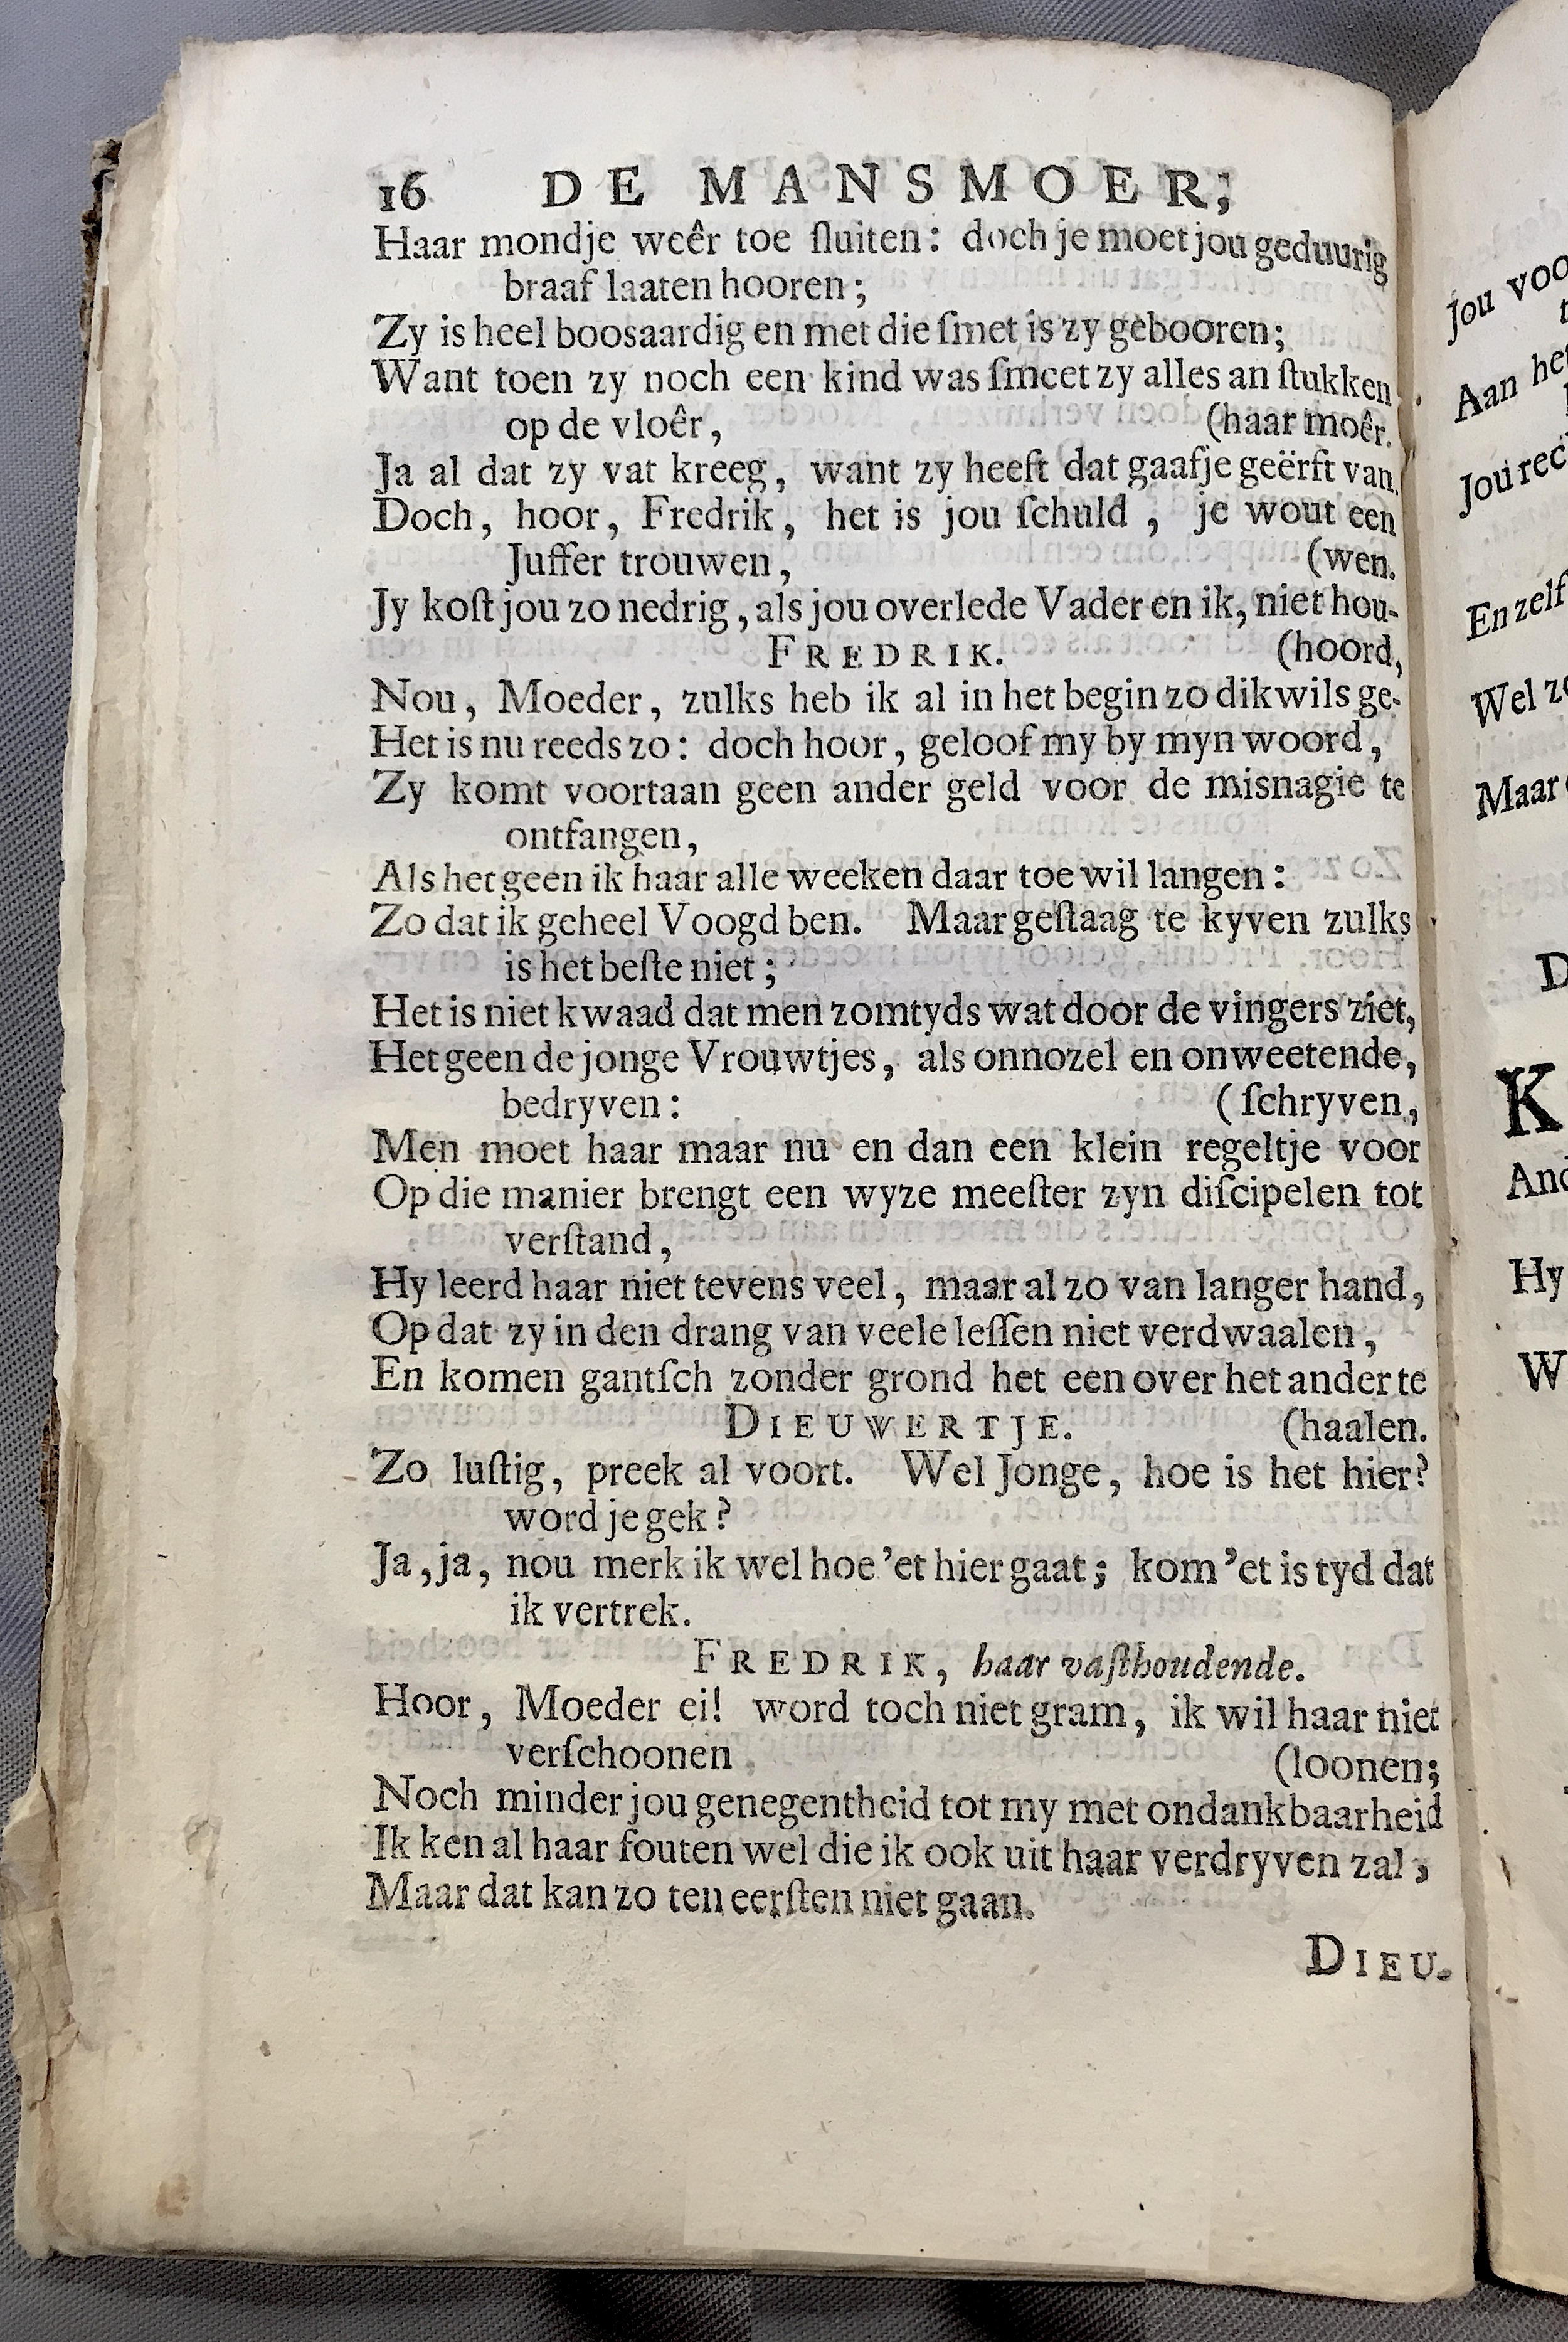 16 DE MANSMOER;
Haar mondje weêr toe ſluiten: doch je moet jou geduurig
braaf laaten hooren;
Zy is heel boosaardig en met die ſmet is zy gebooren;
Want toen zy noch een kind was ſmeet zy alles an ſtukken
op de vloêr, (haar moêr.
Ja al dat zy vat kreeg, want zy heeft dat gaafje geërft van
Doch, hoor, Fredrik, het is jou ſchuld, je wout een
Juffer trouwen, (wen.
Jy koſt jou zo nedrig, als jou overlede Vader en ik, niet hou-
FREDRIK. (hoord,
Nou, Moeder, zulks heb ik al in het begin zo dikwils ge-
Het is nu reeds zo: doch hoor, geloof my by myn woord,
Zy komt voortaan geen ander geld voor de misnagie te
ontfangen,
Als het geen ik haar alle weeken daar toe wil langen:
Zo dat ik geheel Voogd ben. Maar geſtaag te kyven zulks
is het beſte niet;
Het is niet kwaad dat men zomtyds wat door de vingers ziet,
Het geen de jonge Vrouwtjes, als onnozel en onweetende,
bedryven: (ſchryven,
Men moet haar maar nu en dan een klein regeltje voor
Op die manier brengt een wyze meeſter zyn diſcipelen tot
verſtand,
Hy leerd haar niet tevens veel, maar al zo van langer hand,
Op dat zy in den drang van veele leſſen niet verdwaalen,
En komen gantſch zonder grond het een over het ander te
DIEUWERTJE. (haalen.
Zo luſtig, preek al voort. Wel Jonge, hoe is het hier?
word je gek?
Ja, ja, nou merk ik wel hoe 'et hier gaat; kom 'et is tyd dat
ik vertrek.
FREDRIK, haar vaſthoudende.
Hoor, Moeder ei! word toch niet gram, ik wil haar niet
verſchoonen (loonen;
Noch minder jou genegentheid tot my met ondankbaarheid
Ik ken al haar fouten wel die ik ook uit haar verdryven zal,
Maar dat kan zo ten eerſten niet gaan.
DIEU-
jou
Aan
Jou
En zelf
Wel
Maar
D
K
Hy
W